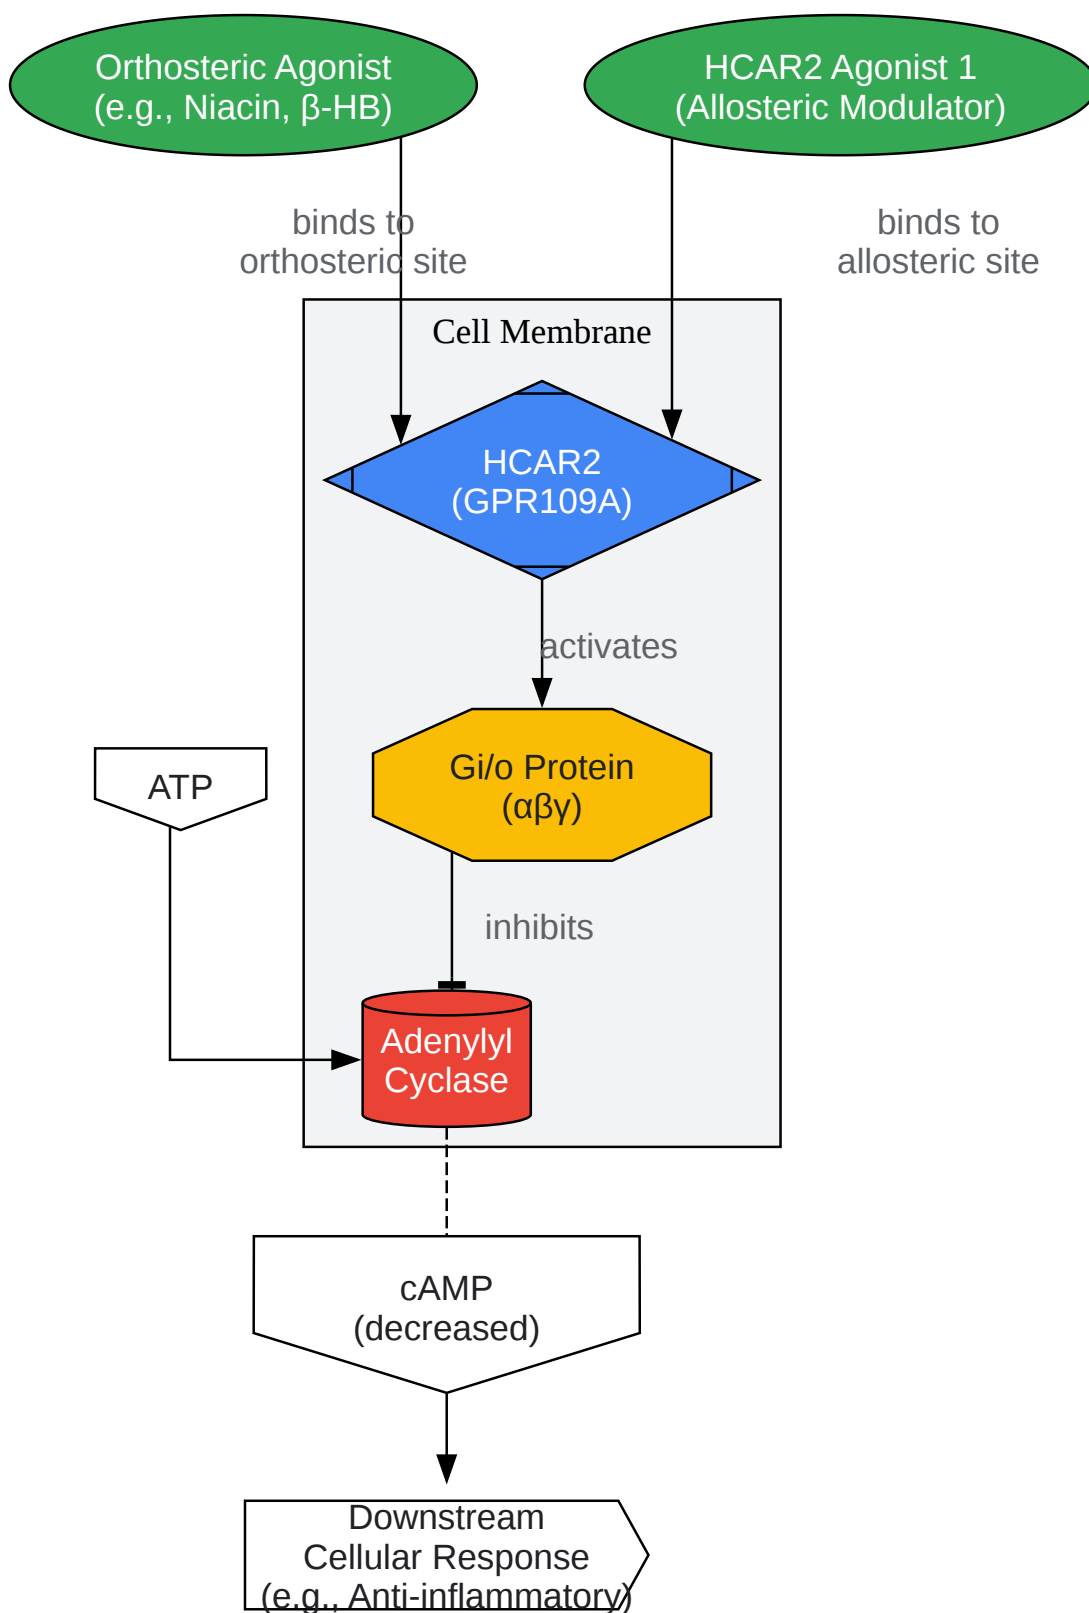 Orthosteric Agonist
(e.g., Niacin, β-HB)
HCAR2 Agonist 1
(Allosteric Modulator)
binds to
orthosteric site
binds to
allosteric site
Cell Membrane
HCAR2
(GPR109A)
activates
Gi/o Protein
(αβγ)
ATP
inhibits
Adenylyl
Cyclase
cAMP
(decreased)
Downstream
Cellular Response
(e.g., Anti-inflammatory)